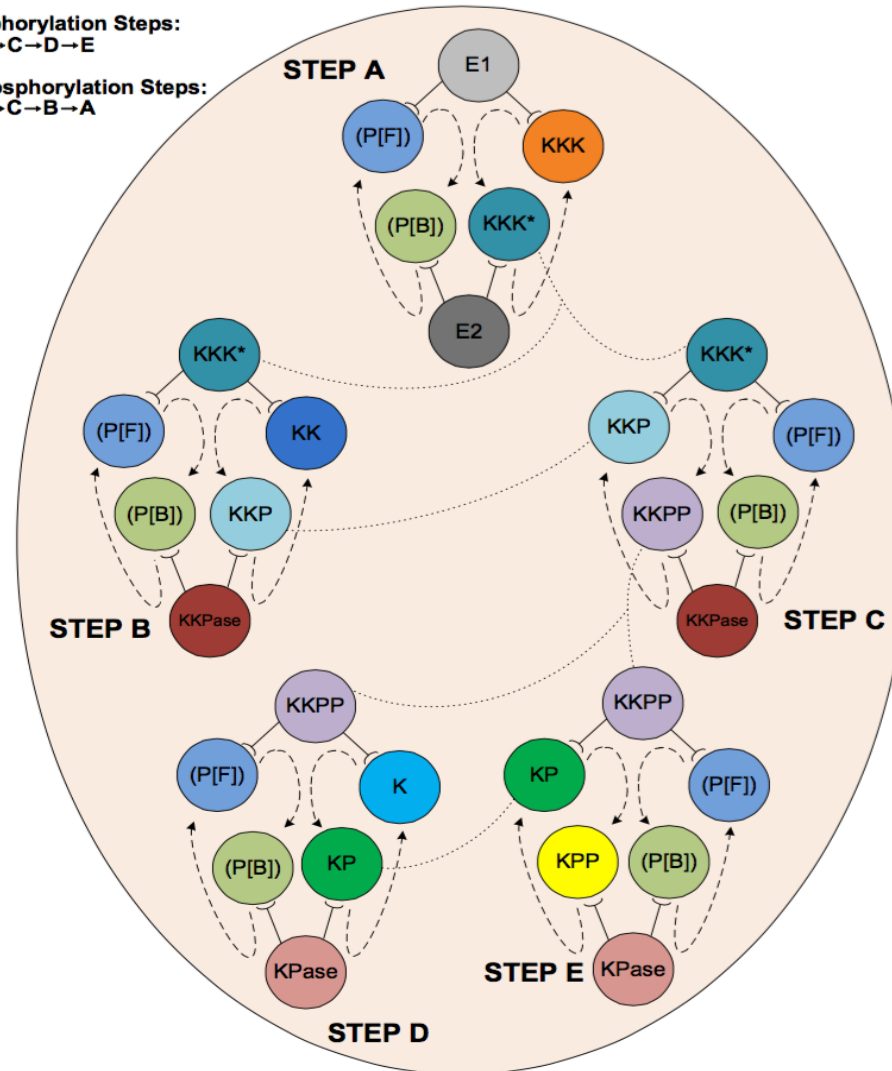 phorylation Steps:
→C→D→E
sphorylation Steps:
→C→B→A
STEP A
E1
(P[F])
KKK
(P[B])
KKK*
E2
KKK*
KKK*
(P[F])
KK
KKP
(P[F])
(P[B])
KKP
KKPP
(P[B])
KKPase
KKPase
STEP B
STEP C
KKPP
KKPP
(P[F])
K
KP
(P[F])
(P[B])
KP
KPP
(P[B])
KPase
STEP E
KPase
STEP D